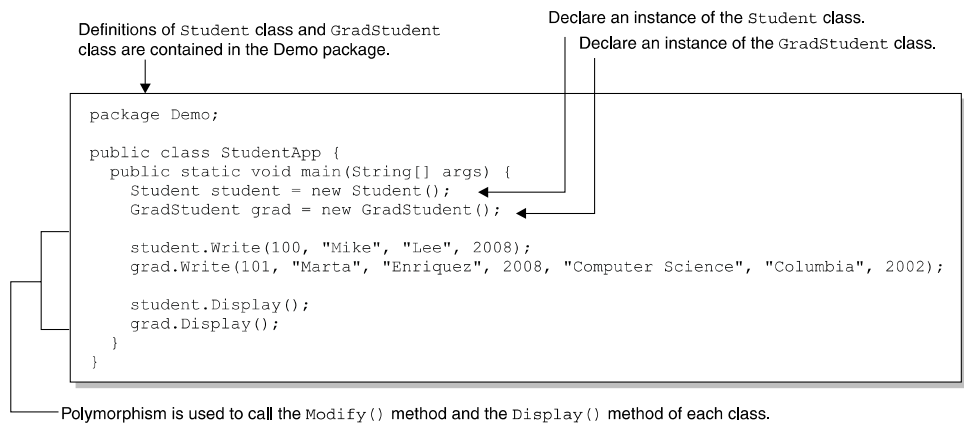 Definitions of Student class and GradStudent
class are contained in the Demo package.
Declare an instance of the Student class.
Declare an instance of the GradStudent class.
package Demo;
public class StudentApp {
public static void main(String[] args) {
Student student = new Student();
GradStudent grad = new GradStudent();
student.Write(100, "Mike", "Lee", 2008);
grad.Write(101, "Marta", "Enriquez", 2008, "Computer Science", "Columbia", 2002);
student.Display();
grad.Display();
}
}
Polymorphism is used to call the Modify() method and the Display() method of each class.